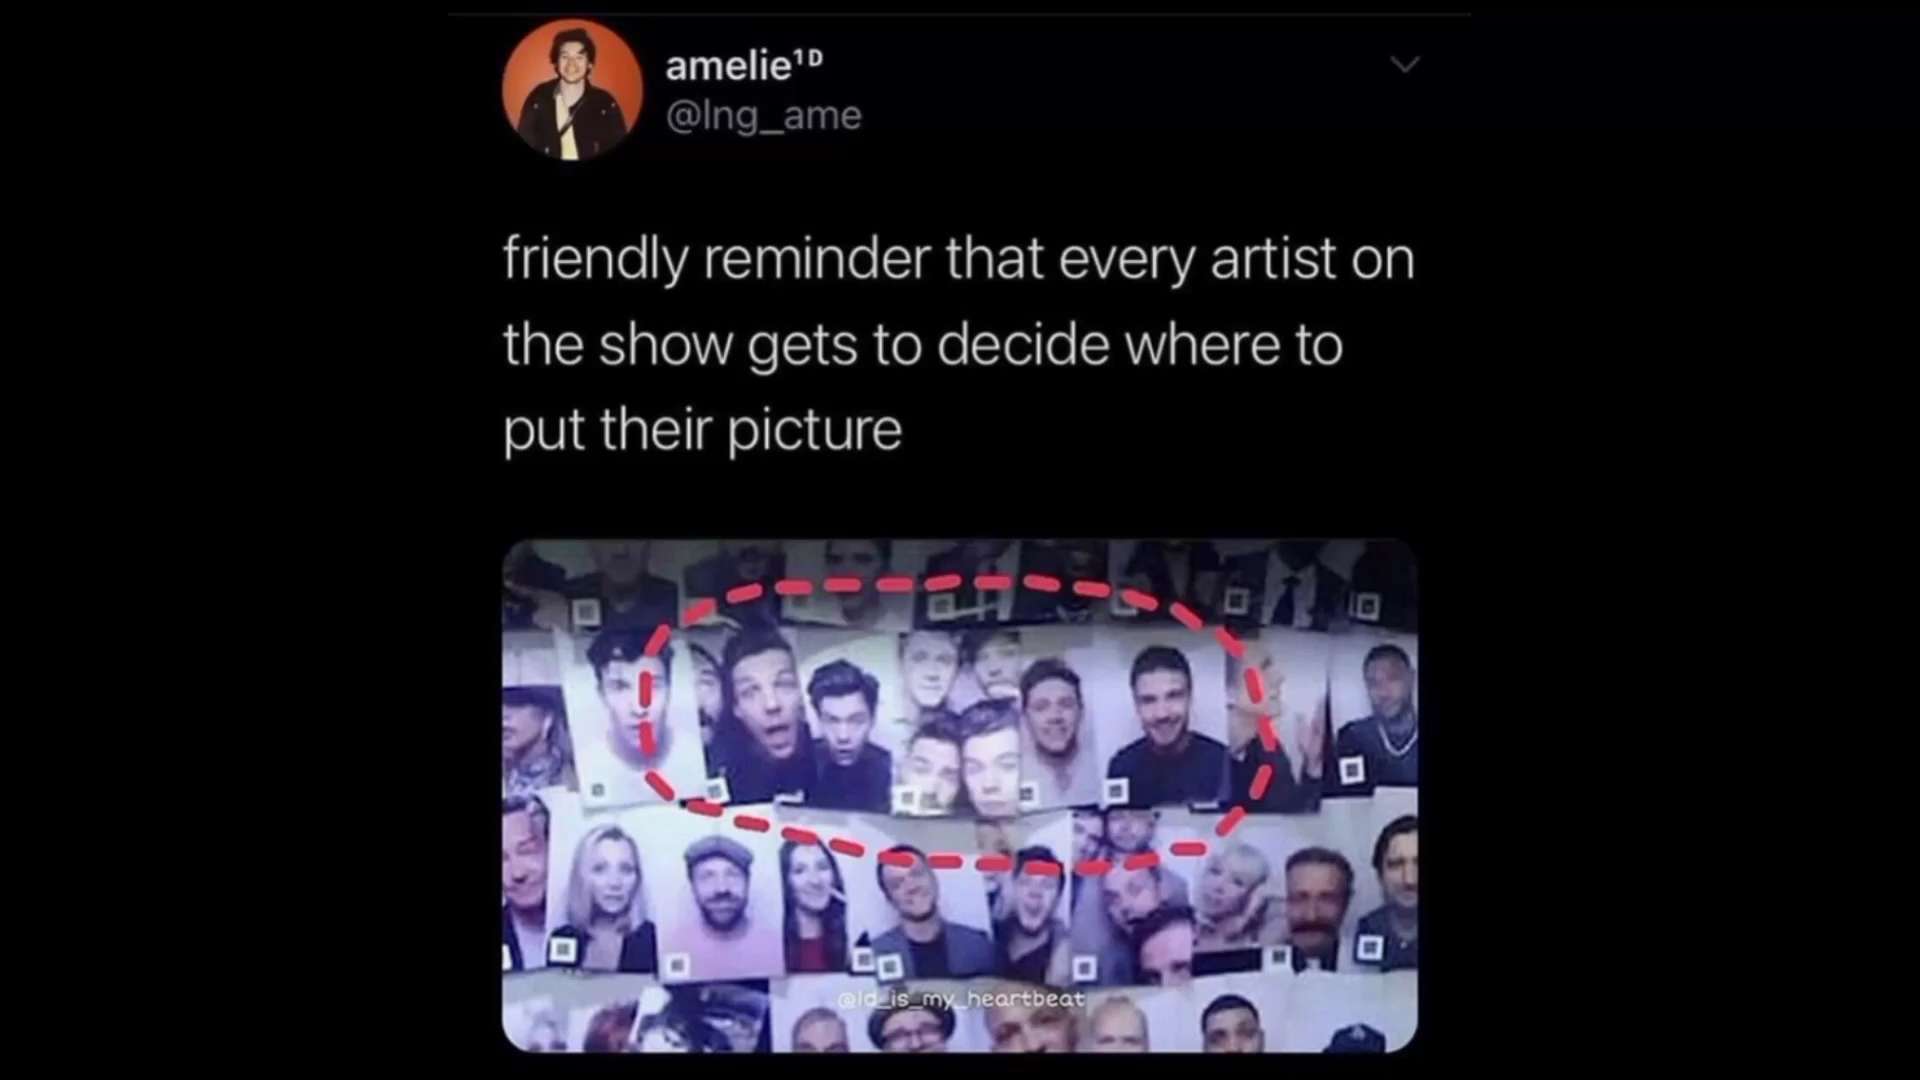 amelie¹ᴰ
@lng_ame
friendly reminder that every artist on
the show gets to decide where to
put their picture
@1d_is_my_heartbeat